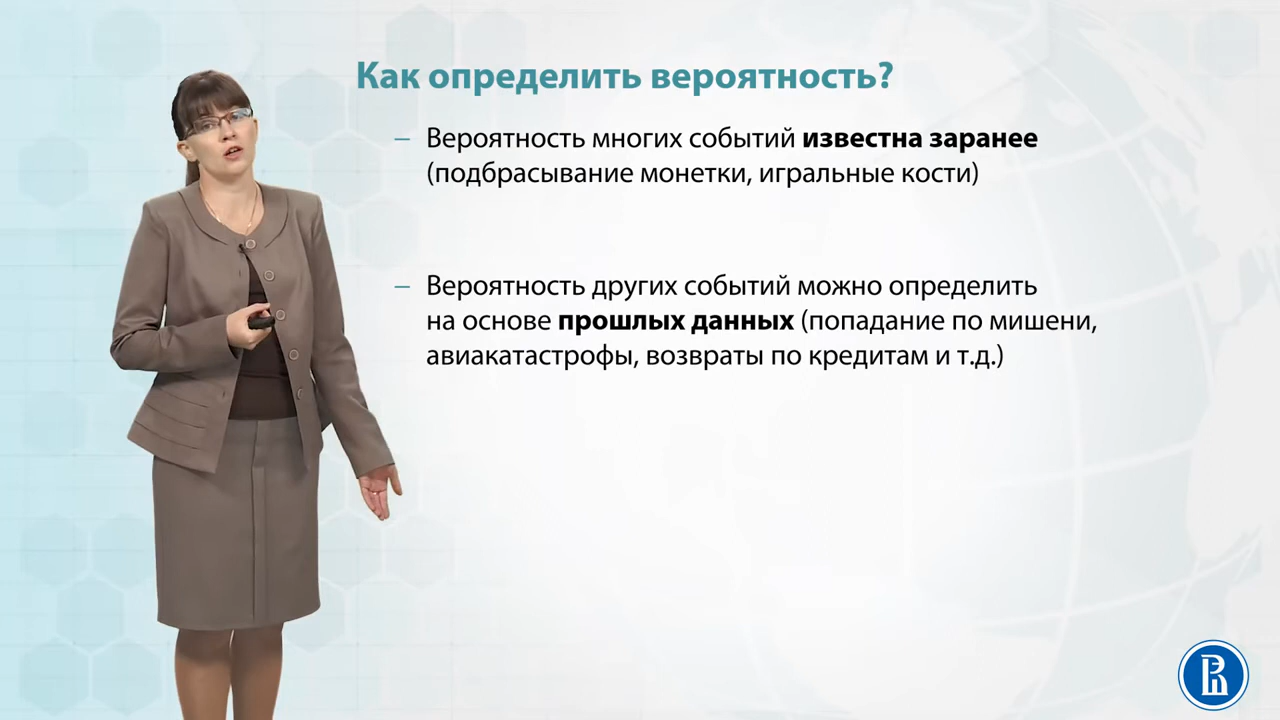 Как определить вероятность?
– Вероятность многих событий известна заранее
(подбрасывание монетки, игральные кости)
– Вероятность других событий можно определить
на основе прошлых данных (попадание по мишени,
авиакатастрофы, возвраты по кредитам и т.д.)